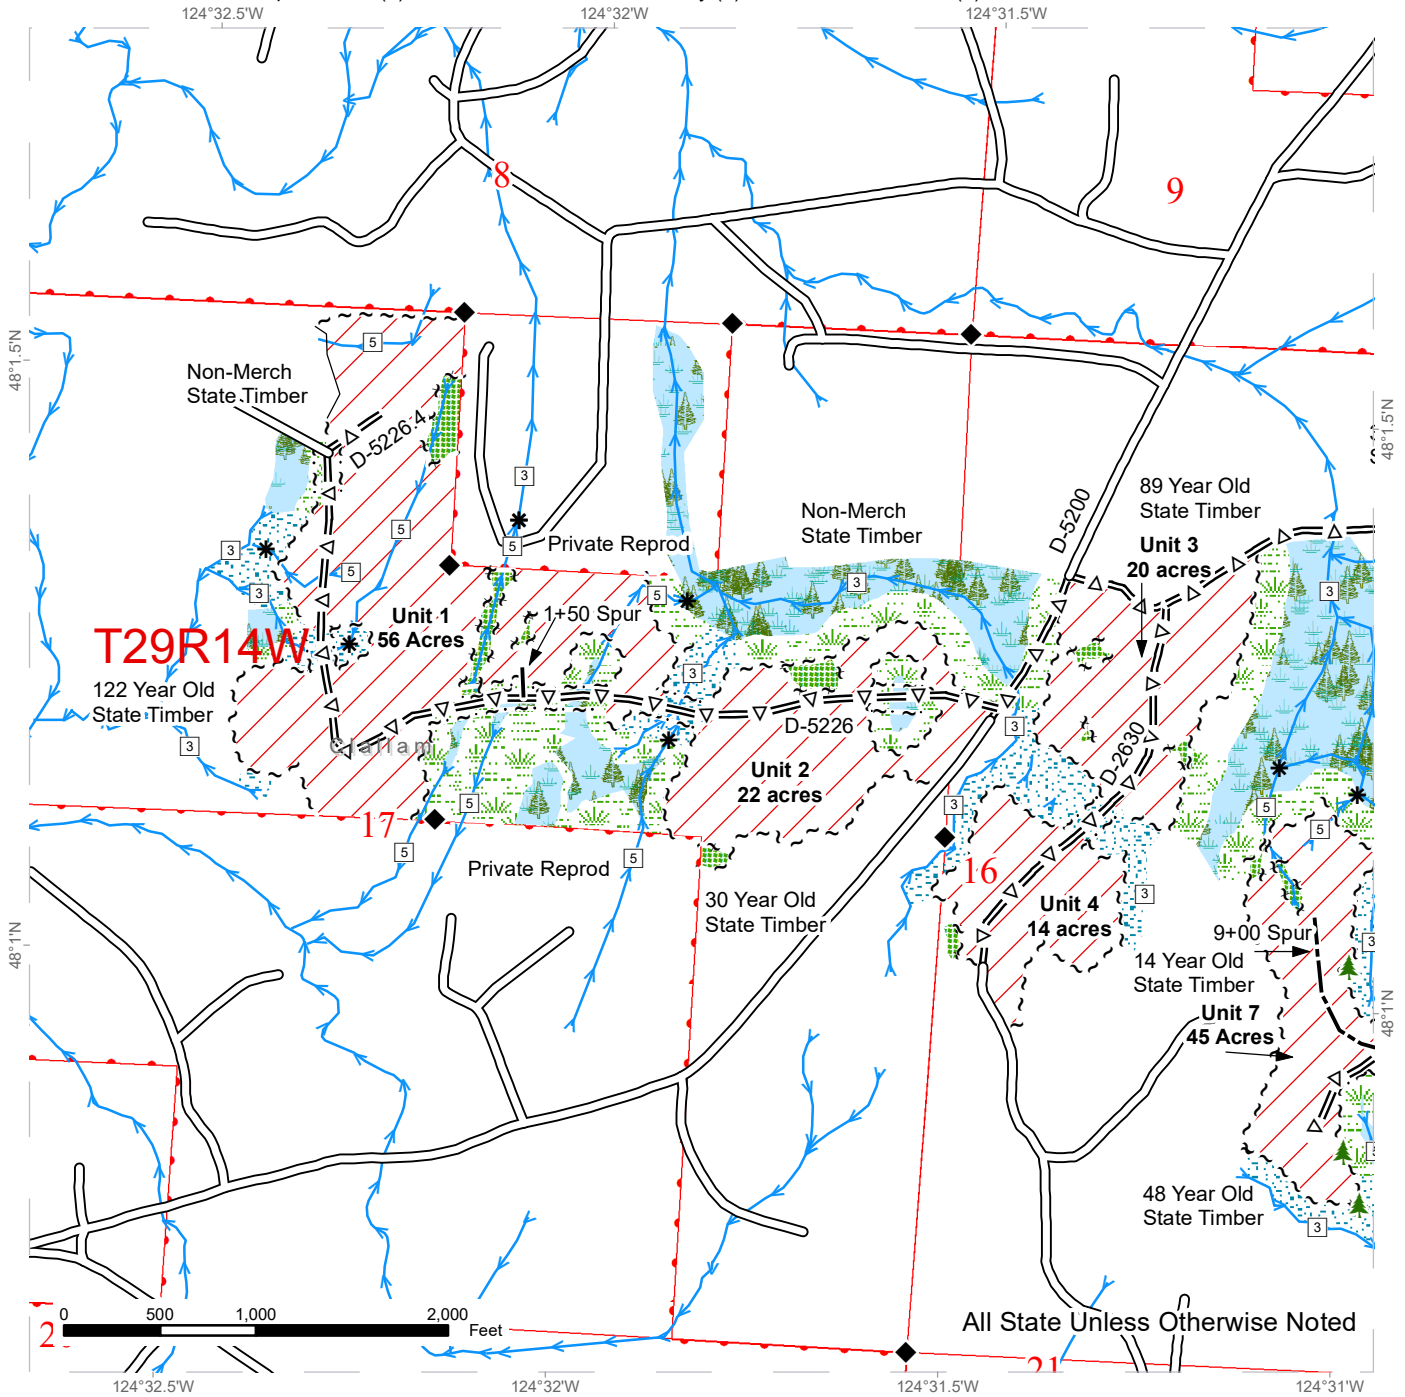 124°32.5'W
124°32'W
124°31.5'W
8
9
48°1.5'N
48°1.5'N
5
Non-Merch
State Timber
D-5226.4
3
5
Non-Merch
State Timber
89 Year Old
State Timber
D-5200
5
Private Reprod
Unit 3
20 acres
3
5
3
5
3
3
Unit 1
56 Acres
1+50 Spur
T29R14W
3
122 Year Old
State Timber
D-5226
3
3
Clallam
D-2630
Unit 2
22 acres
5
3
5
17
5
5
5
Private Reprod
16
30 Year Old
State Timber
Unit 4
14 acres
3
9+00 Spur
3
14 Year Old
State Timber
48°1'N
48°1'N
Unit 7
45 Acres
48 Year Old
State Timber
3
0
500
1,000
2,000
Feet
2
All State Unless Otherwise Noted
21
124°32.5'W
124°32'W
124°31.5'W
124°31'W